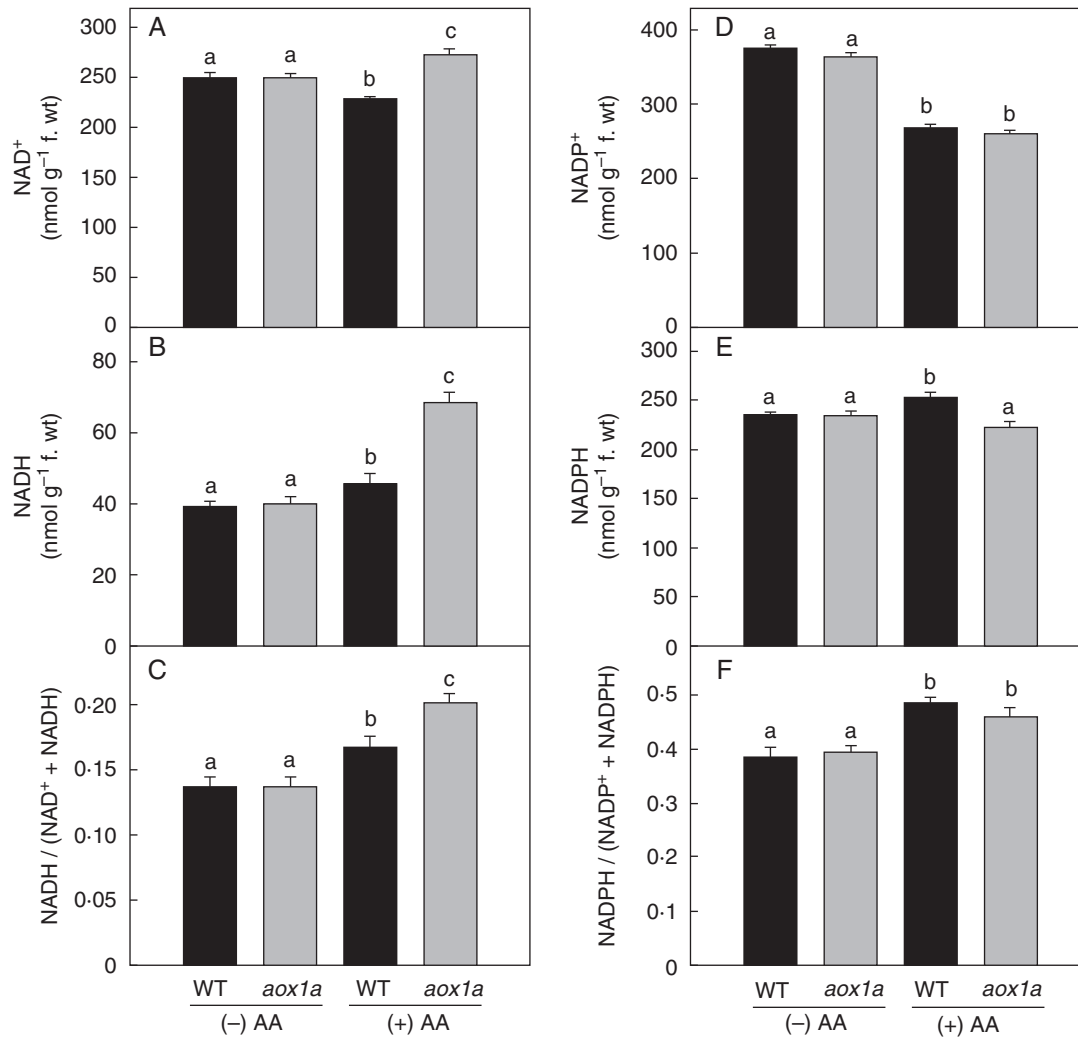 A
NAD⁺
(nmol g⁻¹ f. wt)
300
250
200
150
100
50
0
a
a
b
c
B
NADH
(nmol g⁻¹ f. wt)
80
60
40
20
0
a
a
b
c
C
NADH / (NAD⁺ + NADH)
0·20
0·15
0·10
0·05
0
a
a
b
c
WT
aox1a
WT
aox1a
(–) AA
(+) AA
D
NADP⁺
(nmol g⁻¹ f. wt)
400
300
200
360
100
0
a
a
b
b
E
NADPH
(nmol g⁻¹ f. wt)
300
250
200
150
100
50
0
a
a
b
a
F
NADPH / (NADP⁺ + NADPH)
0·5
0·4
0·3
0·2
0·1
0
a
a
b
b
WT
aox1a
WT
aox1a
(–) AA
(+) AA